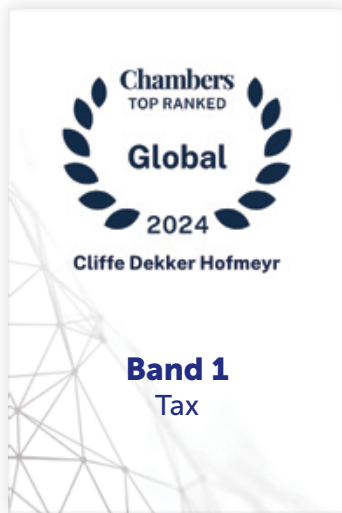 Chambers
TOP RANKED
Global
2024
Cliffe Dekker Hofmeyr
Band 1
Tax